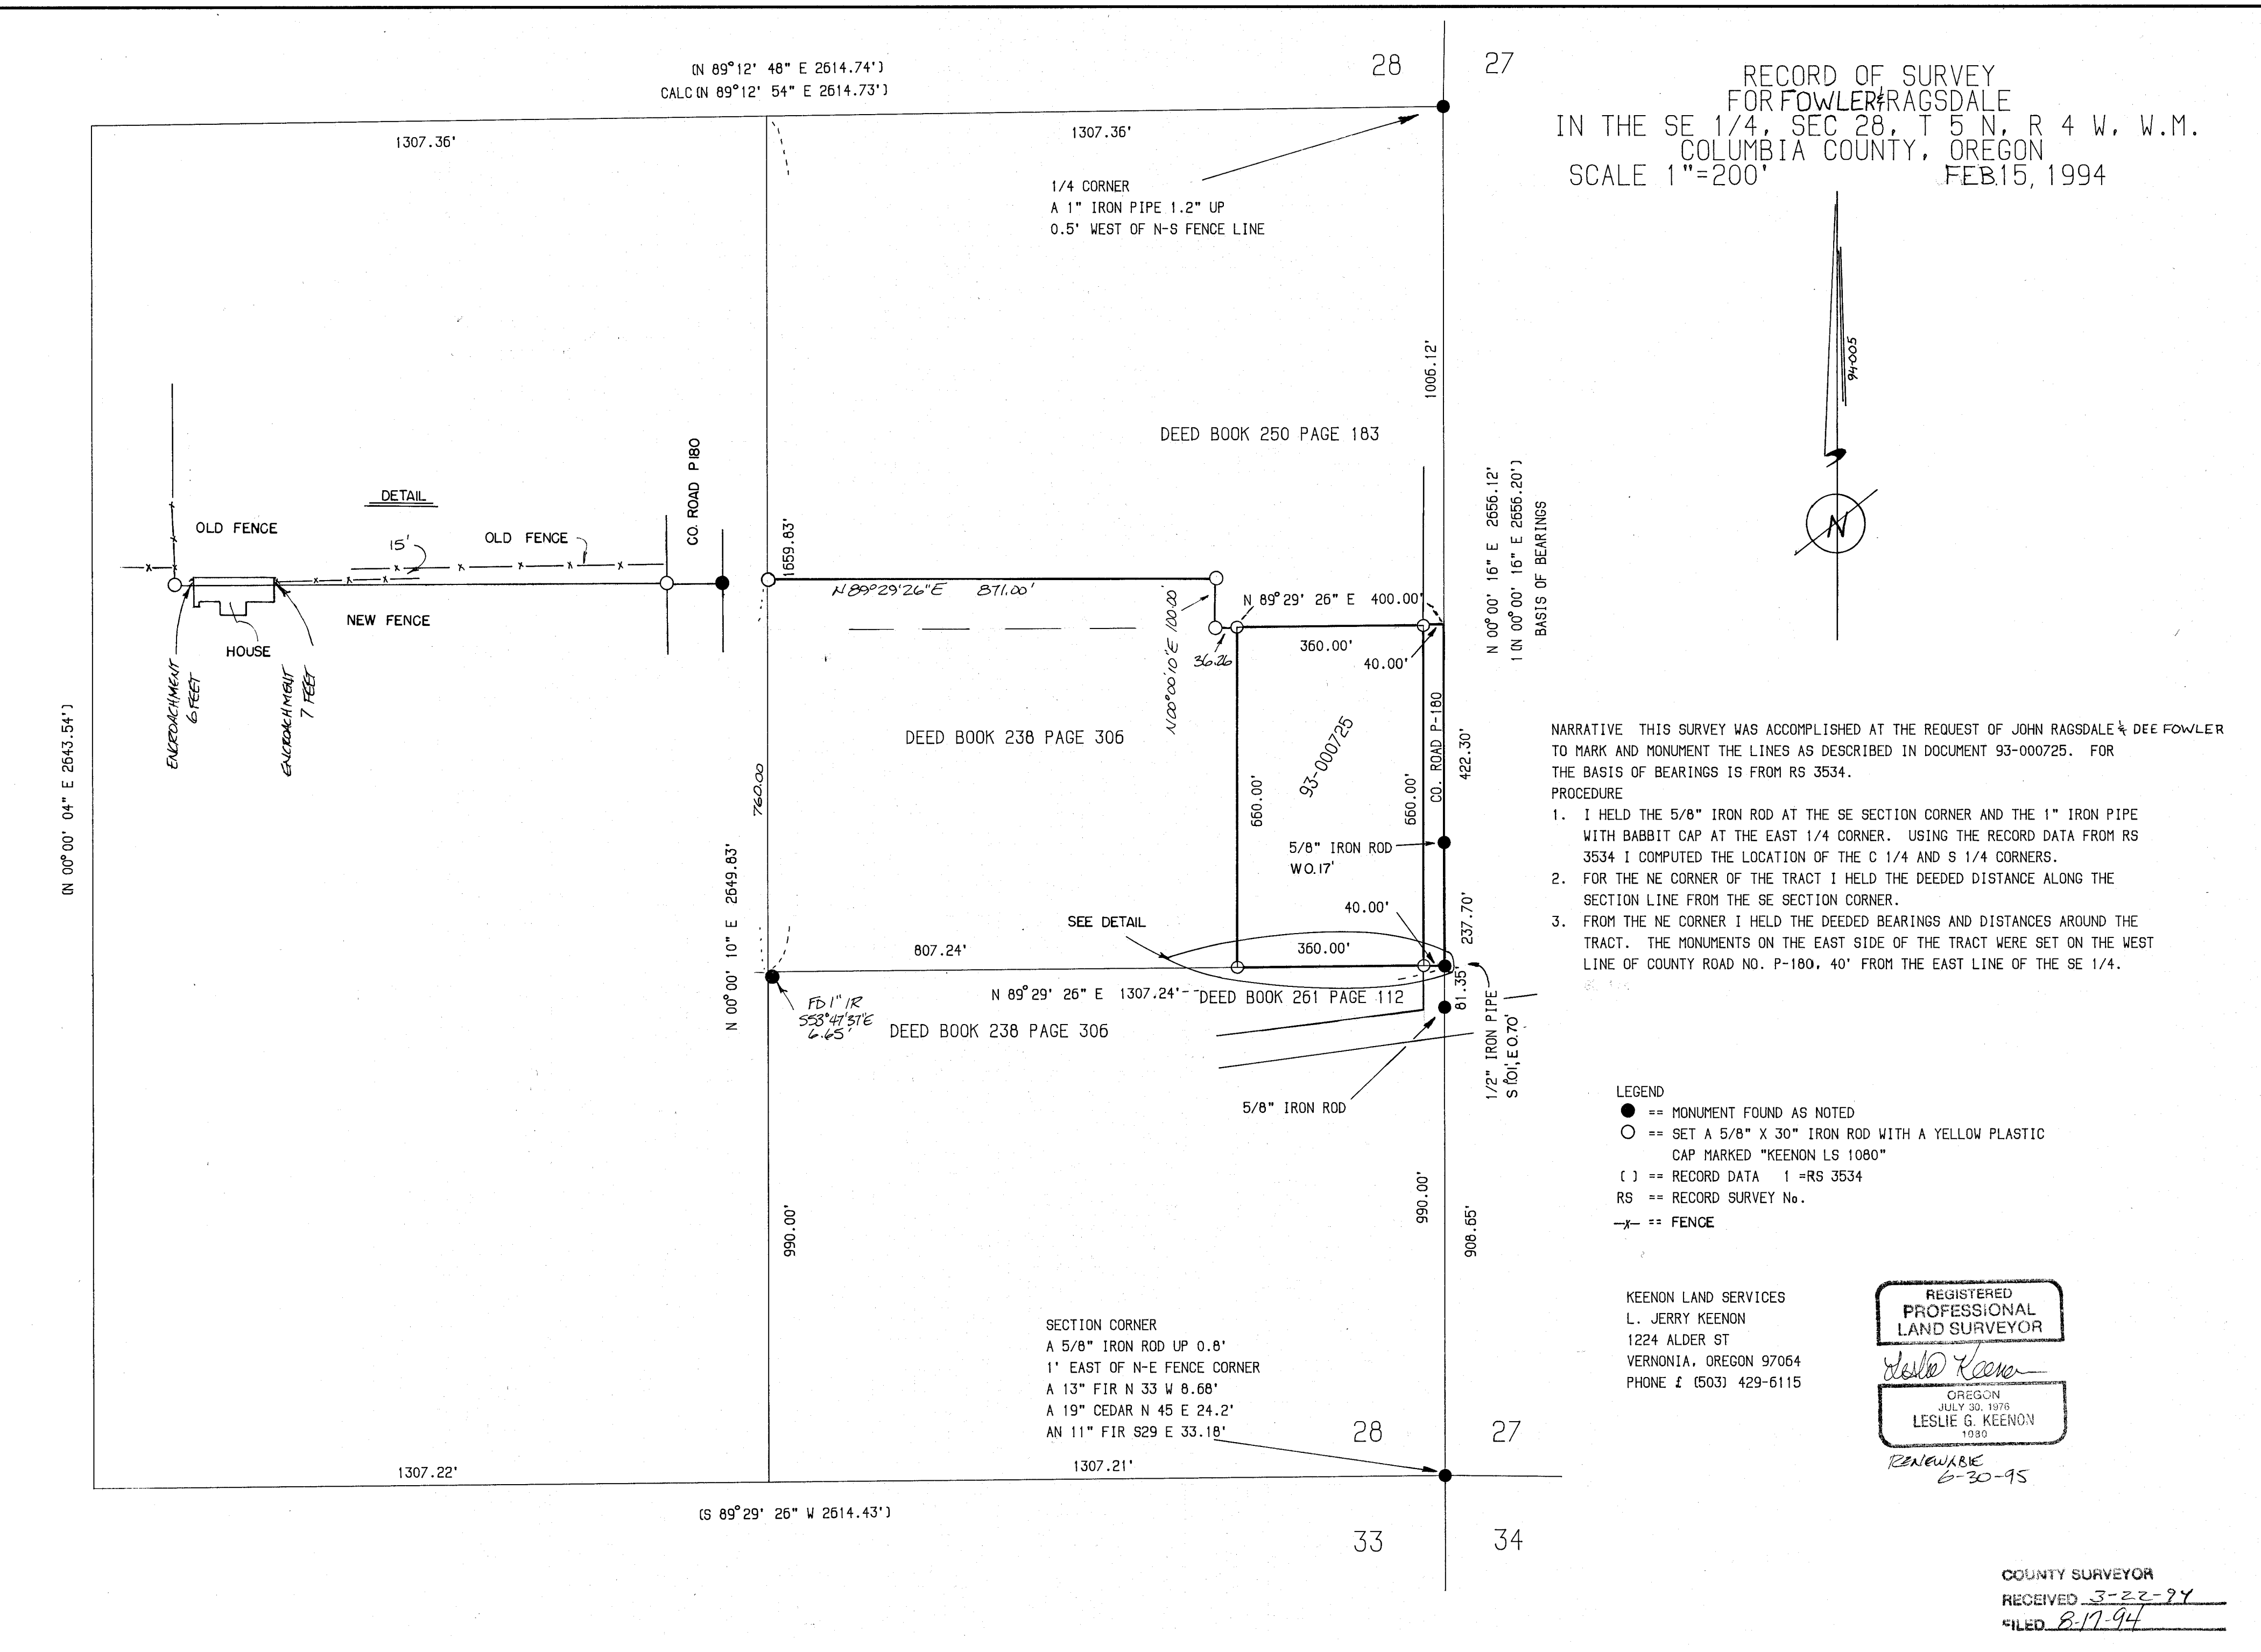 (N 89°12' 48" E 2614.74')
CALC(N 89°12' 54" E 2614.73')
1307.36'
1307.36'
28
27
RECORD OF SURVEY
FOR FOWLER & RAGSDALE
IN THE SE 1/4, SEC 28, T 5 N, R 4 W, W.M.
COLUMBIA COUNTY, OREGON
SCALE 1"=200' FEB.15, 1994
94-005
N
1/4 CORNER
A 1" IRON PIPE 1.2" UP
0.5' WEST OF N-S FENCE LINE
1006.12'
DEED BOOK 250 PAGE 183
N 00°00' 16" E 2656.12'
1 (N 00°00' 16" E 2656.20')
BASIS OF BEARINGS
DETAIL
OLD FENCE
15'
OLD FENCE
CO. ROAD P180
NEW FENCE
HOUSE
ENCROACHMENT
6 FEET
ENCROACHMENT
7 FEET
(N 00°00' 04" E 2643.54')
1659.83'
N 89°29'26"E 871.00'
N00°00'10"E 100.00'
36.26
N 89°29' 26" E 400.00'
360.00'
40.00'
DEED BOOK 238 PAGE 306
760.00
93-000725
660.00'
660.00'
CO. ROAD P-180
422.30'
5/8" IRON ROD
W 0.17'
40.00'
237.70'
SEE DETAIL
807.24'
360.00'
N 00°00' 10" E 2649.83'
FD 1" IR
S53°47'37"E
6.65'
N 89°29' 26" E 1307.24'
DEED BOOK 261 PAGE 112
DEED BOOK 238 PAGE 306
81.35'
1/2" IRON PIPE
S 1.01', E 0.70'
5/8" IRON ROD
990.00'
990.00'
908.65'
SECTION CORNER
A 5/8" IRON ROD UP 0.8'
1' EAST OF N-E FENCE CORNER
A 13" FIR N 33 W 8.68'
A 19" CEDAR N 45 E 24.2'
AN 11" FIR S29 E 33.18'
28
27
1307.22'
1307.21'
(S 89°29' 26" W 2614.43')
33
34
NARRATIVE THIS SURVEY WAS ACCOMPLISHED AT THE REQUEST OF JOHN RAGSDALE & DEE FOWLER
TO MARK AND MONUMENT THE LINES AS DESCRIBED IN DOCUMENT 93-000725. FOR
THE BASIS OF BEARINGS IS FROM RS 3534.
PROCEDURE
1. I HELD THE 5/8" IRON ROD AT THE SE SECTION CORNER AND THE 1" IRON PIPE
WITH BABBIT CAP AT THE EAST 1/4 CORNER. USING THE RECORD DATA FROM RS
3534 I COMPUTED THE LOCATION OF THE C 1/4 AND S 1/4 CORNERS.
2. FOR THE NE CORNER OF THE TRACT I HELD THE DEEDED DISTANCE ALONG THE
SECTION LINE FROM THE SE SECTION CORNER.
3. FROM THE NE CORNER I HELD THE DEEDED BEARINGS AND DISTANCES AROUND THE
TRACT. THE MONUMENTS ON THE EAST SIDE OF THE TRACT WERE SET ON THE WEST
LINE OF COUNTY ROAD NO. P-180, 40' FROM THE EAST LINE OF THE SE 1/4.
LEGEND
== MONUMENT FOUND AS NOTED
== SET A 5/8" X 30" IRON ROD WITH A YELLOW PLASTIC
CAP MARKED "KEENON LS 1080"
( ) == RECORD DATA 1 =RS 3534
RS == RECORD SURVEY No.
—x— == FENCE
KEENON LAND SERVICES
L. JERRY KEENON
1224 ALDER ST
VERNONIA, OREGON 97064
PHONE £ (503) 429-6115
REGISTERED
PROFESSIONAL
LAND SURVEYOR
Leslie Keenon
OREGON
JULY 30, 1976
LESLIE G. KEENON
1080
RENEWABLE
6-30-95
COUNTY SURVEYOR
RECEIVED 3-22-94
FILED 8-17-94